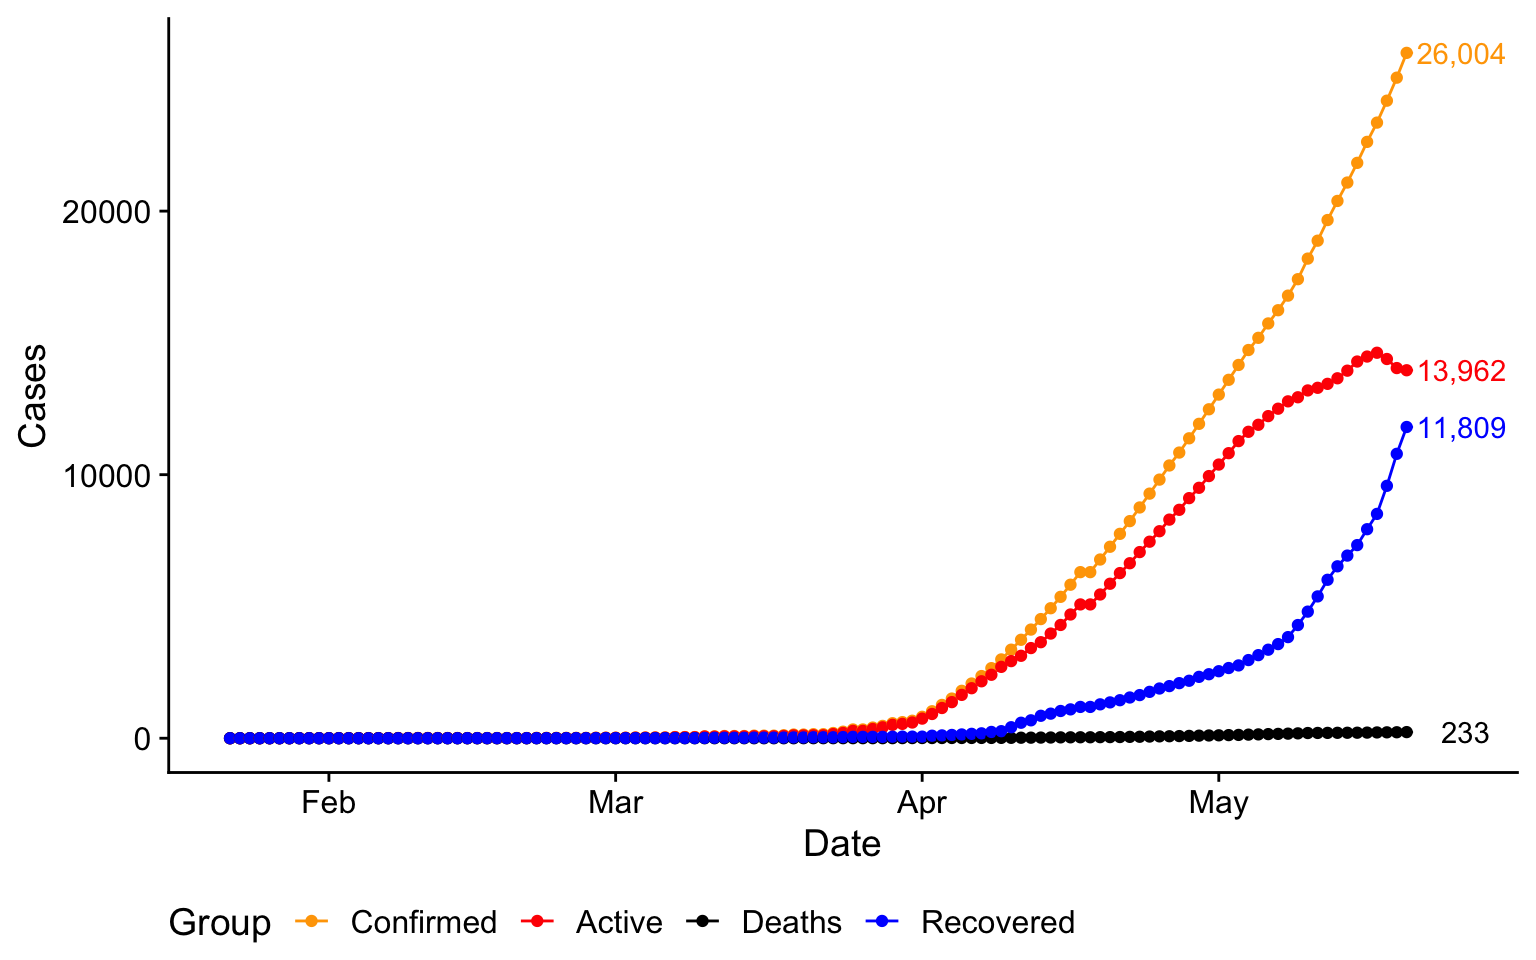 26,004
20000
13,962
11,809
10000
0
233
Cases
Feb Mar Apr May
Date
Group Confirmed Active Deaths Recovered